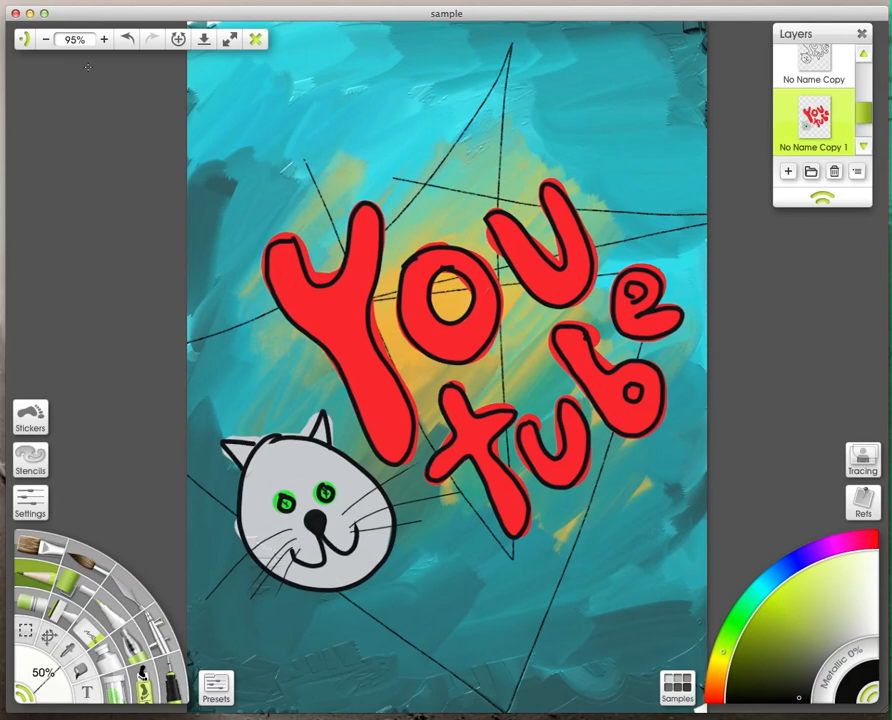 sample
95%
Layers
No Name Copy
No Name Copy 1
You
tube
Stickers
Stencils
Settings
Tracing
Refs
50%
T
Presets
Samples
Metallic 0%